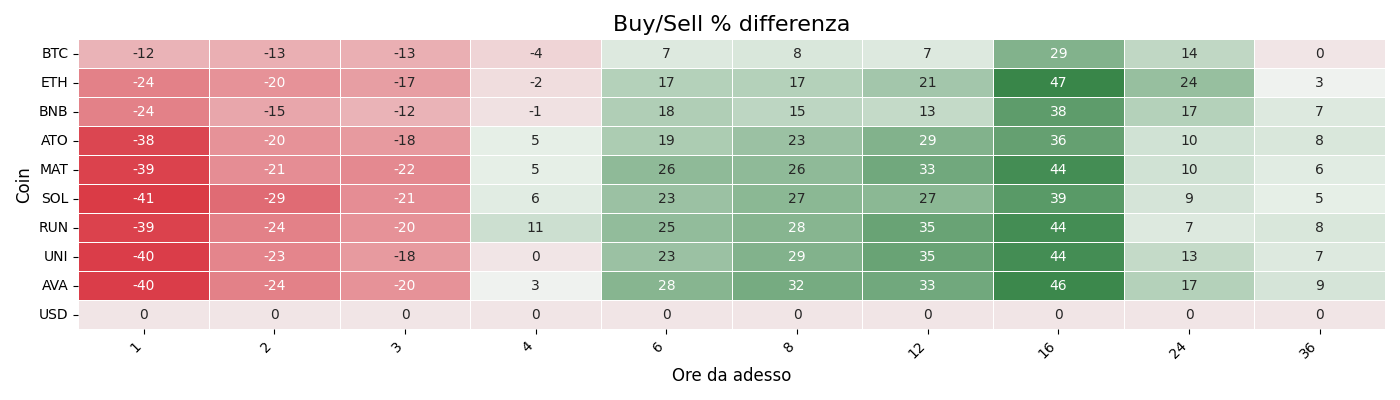 Buy/Sell % differenza
Coin
BTC -12 -13 -13 -4 7 8 7 29 14 0
ETH -24 -20 -17 -2 17 17 21 47 24 3
BNB -24 -15 -12 -1 18 15 13 38 17 7
ATO -38 -20 -18 5 19 23 29 36 10 8
MAT -39 -21 -22 5 26 26 33 44 10 6
SOL -41 -29 -21 6 23 27 27 39 9 5
RUN -39 -24 -20 11 25 28 35 44 7 8
UNI -40 -23 -18 0 23 29 35 44 13 7
AVA -40 -24 -20 3 28 32 33 46 17 9
USD 0 0 0 0 0 0 0 0 0 0
1 2 3 4 6 8 12 16 24 36
Ore da adesso